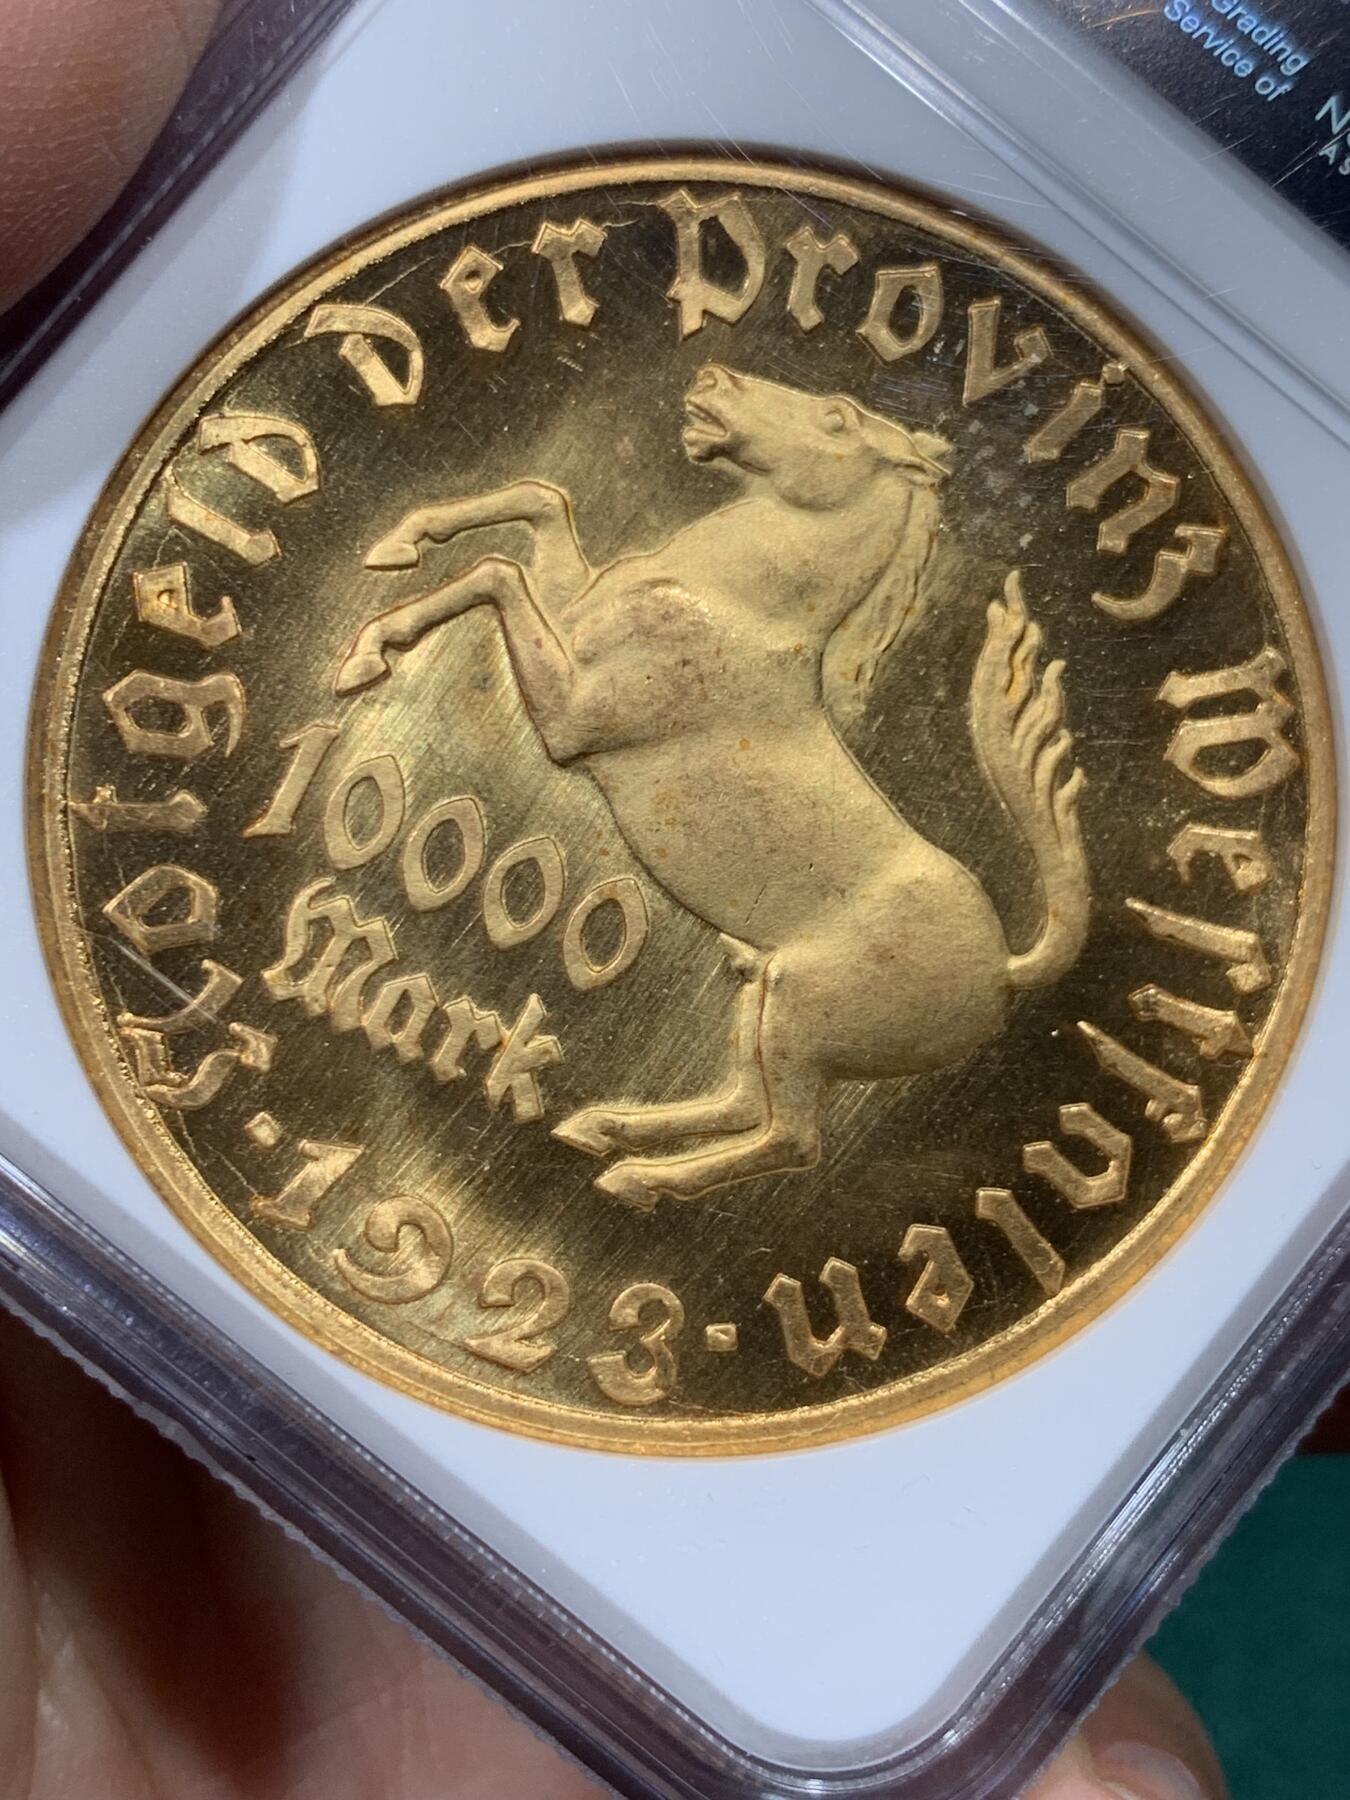 Notgeld der Provinz Westfalen
10000
Mark
· 1923 ·
Grading
Service of